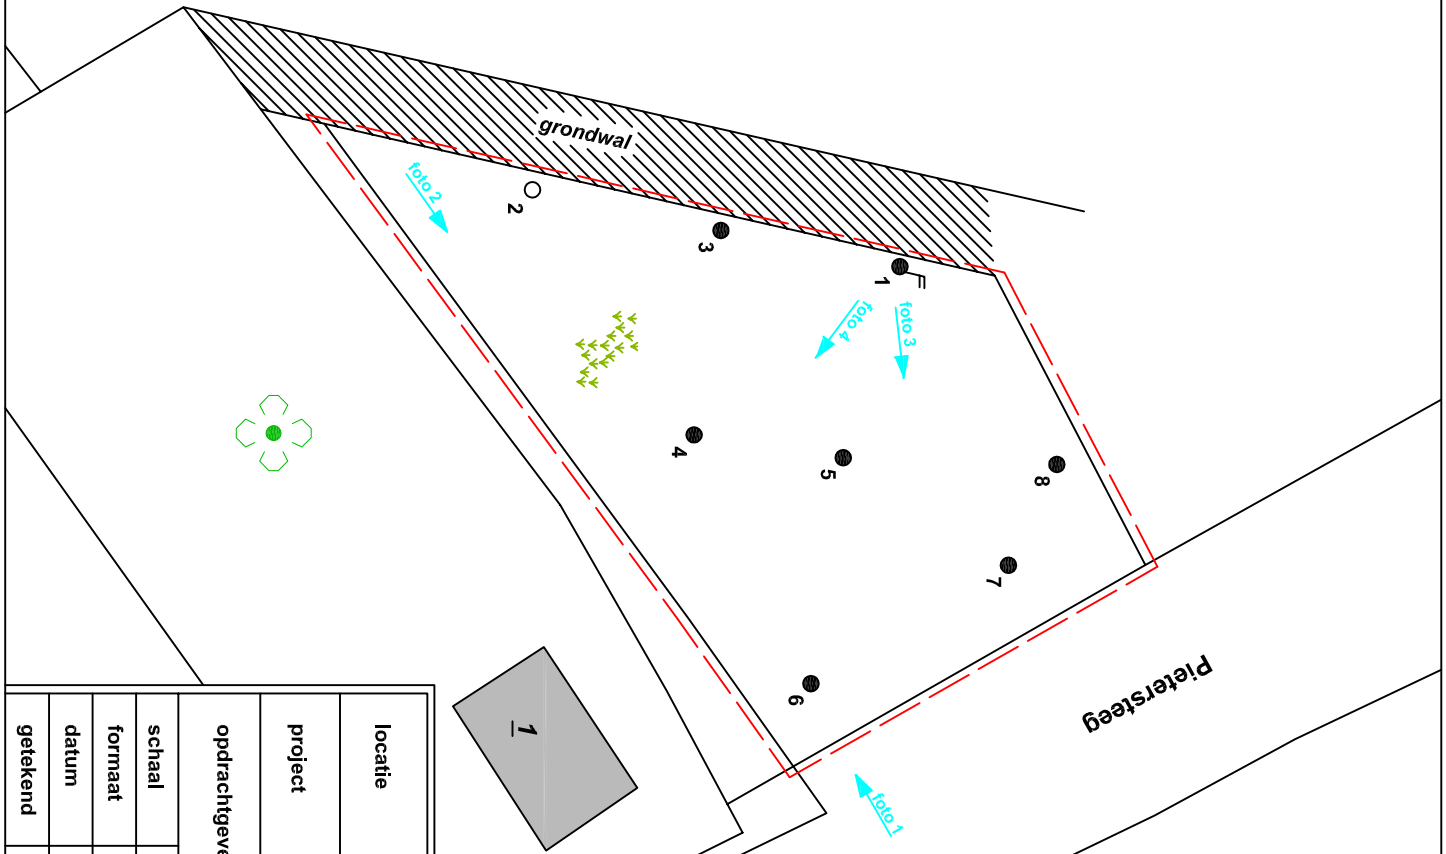 grondwal
foto 2
2
3
1
foto 4
foto 3
4
5
8
7
6
Pietersteeg
foto 1
1
locatie
project
opdrachtgeve
schaal
formaat
datum
getekend